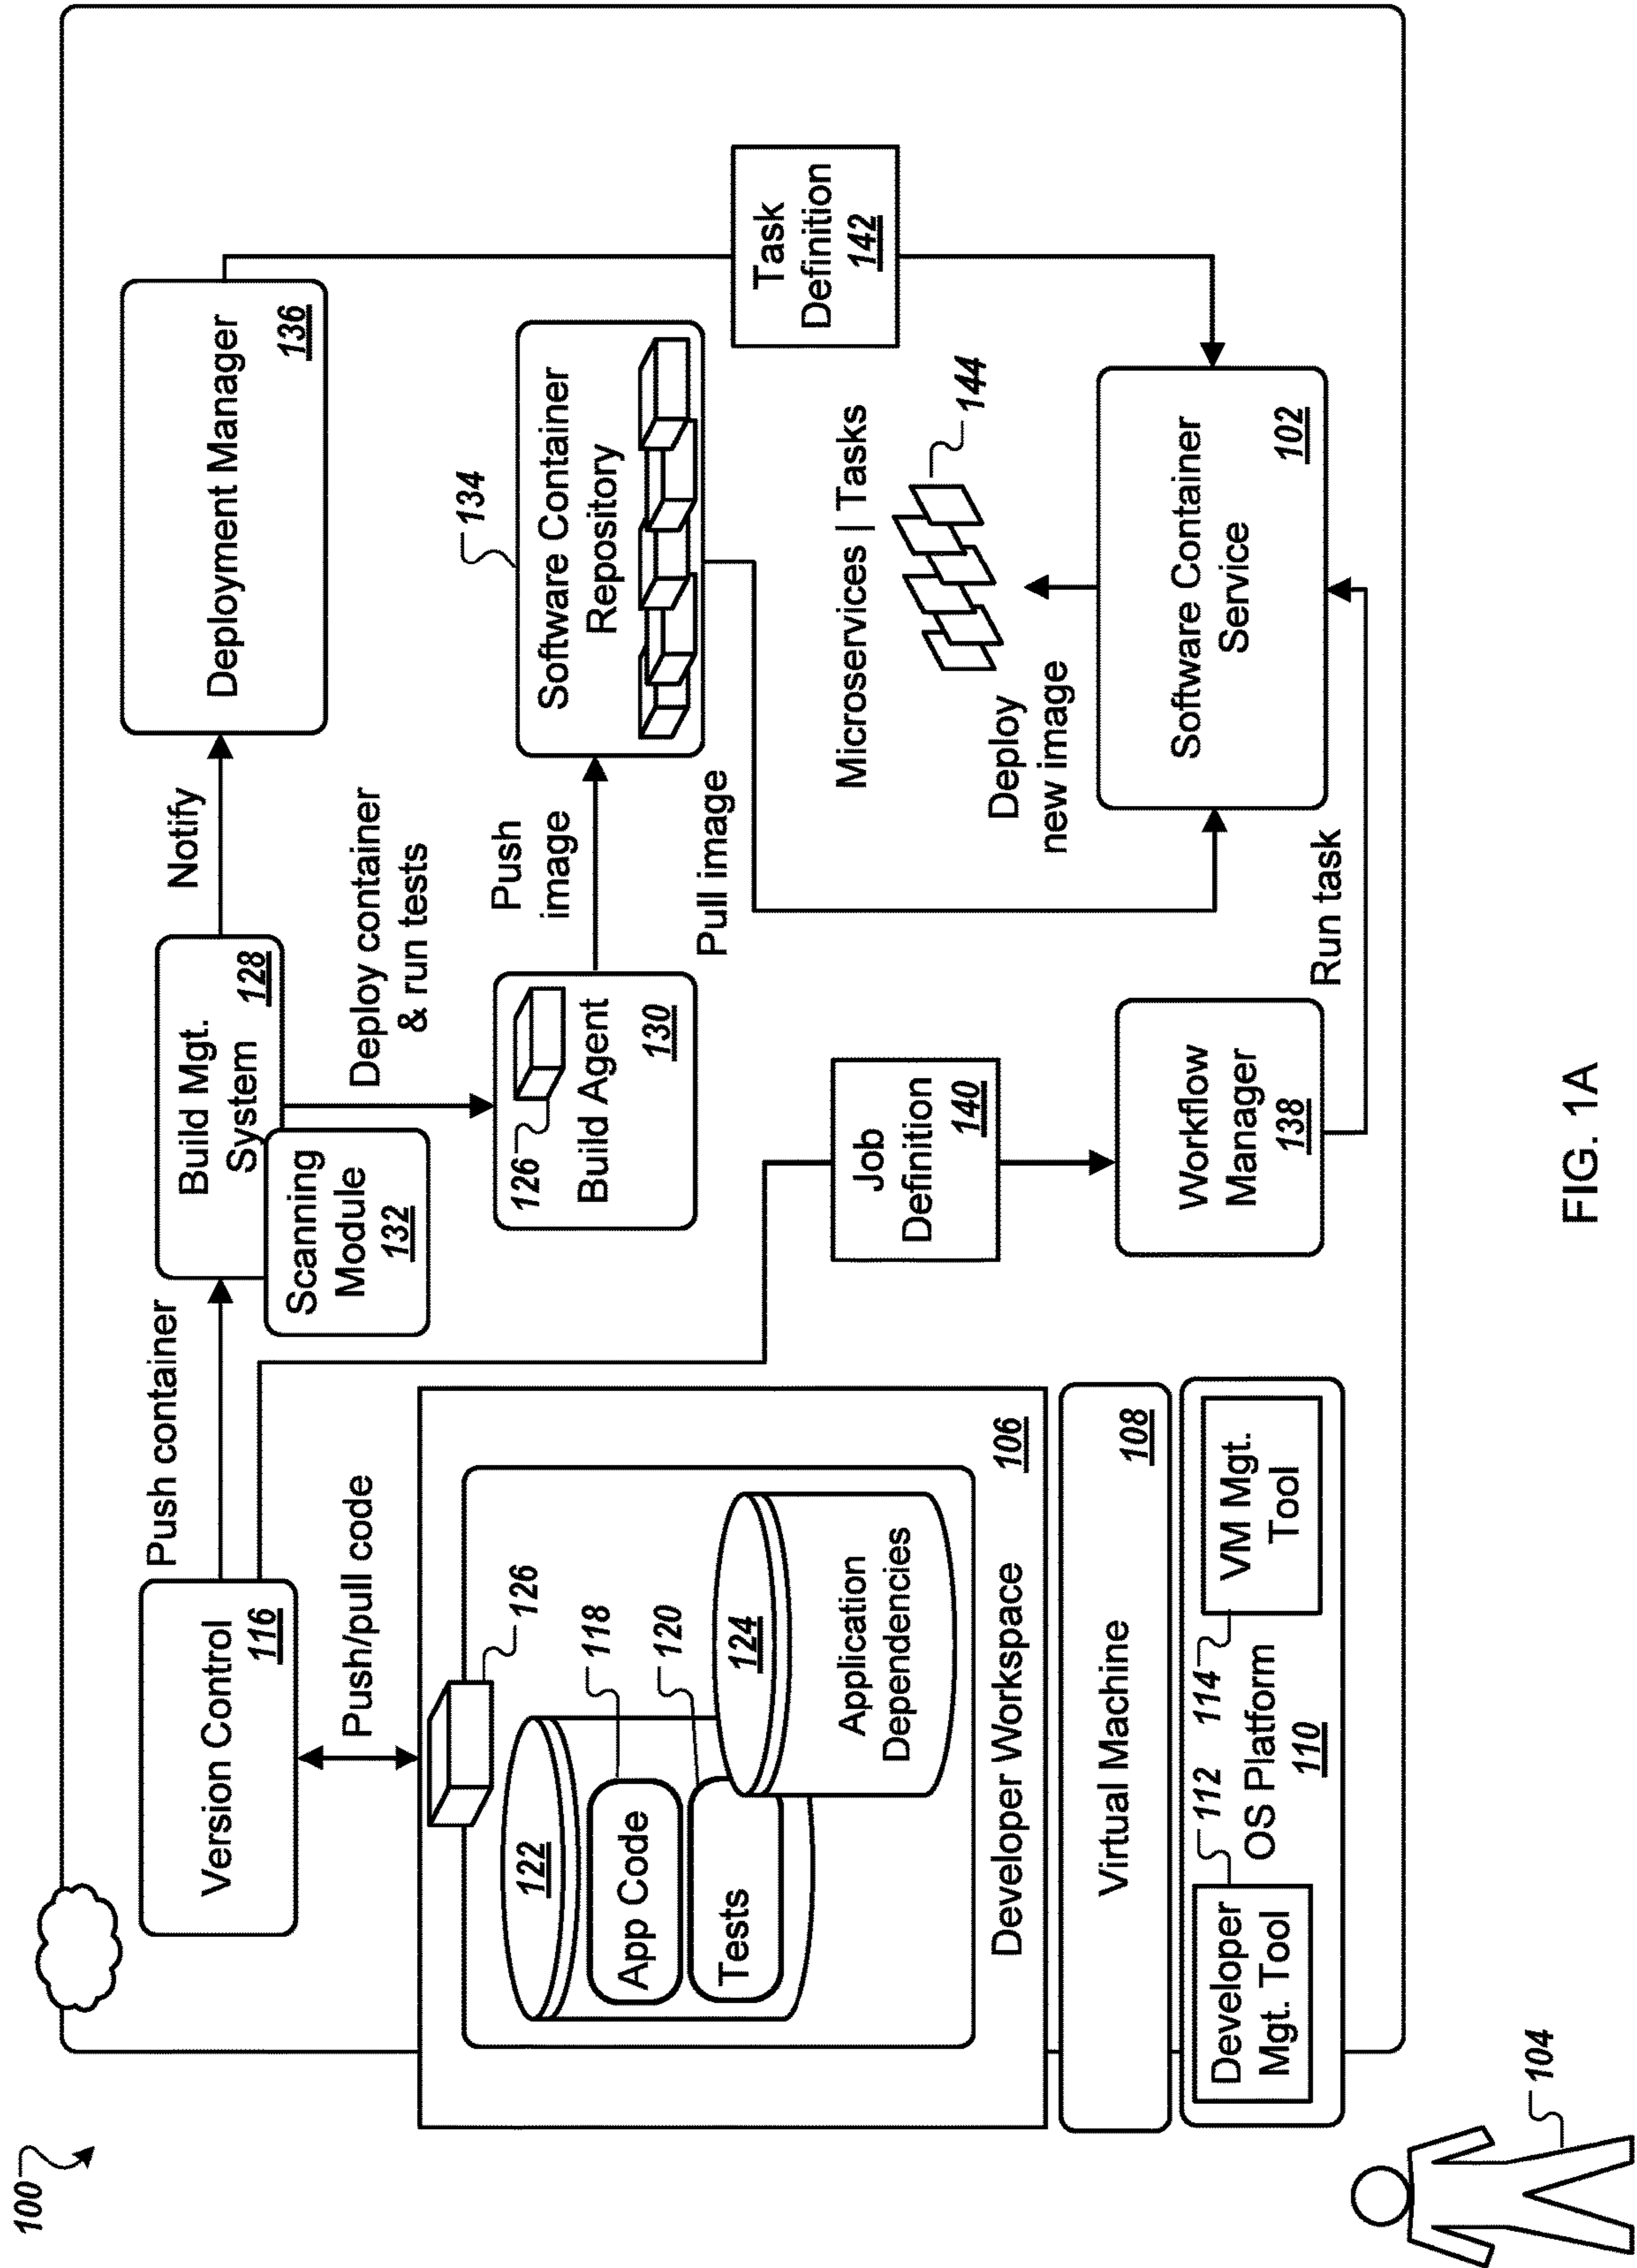 100
Version Control
116
Push container
Build Mgt.
System
128
Notify
Deployment Manager
136
Scanning
Module
132
Push/pull code
Deploy container
& run tests
126
Build Agent
130
Push
image
134
Software Container
Repository
Pull image
126
122
App Code
118
Tests
120
124
Application
Dependencies
Developer Workspace
106
Job
Definition
140
Task
Definition
142
Microservices | Tasks
144
Deploy
new image
Virtual Machine
108
Workflow
Manager
138
Software Container
Service
102
Run task
Developer
Mgt. Tool
112
114
OS Platform
110
VM Mgt.
Tool
104
FIG. 1A